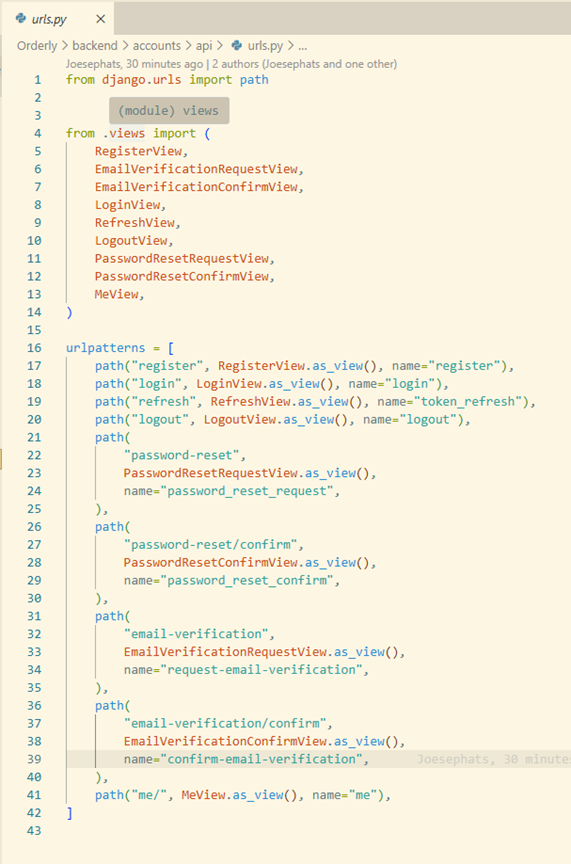 urls.py ×
Orderly > backend > accounts > api > urls.py > ...
Joesephats, 30 minutes ago | 2 authors (Joesephats and one other)
1 from django.urls import path
2
(module) views
3
4 from .views import (
5     RegisterView,
6     EmailVerificationRequestView,
7     EmailVerificationConfirmView,
8     LoginView,
9     RefreshView,
10     LogoutView,
11     PasswordResetRequestView,
12     PasswordResetConfirmView,
13     MeView,
14 )
15
16 urlpatterns = [
17     path("register", RegisterView.as_view(), name="register"),
18     path("login", LoginView.as_view(), name="login"),
19     path("refresh", RefreshView.as_view(), name="token_refresh"),
20     path("logout", LogoutView.as_view(), name="logout"),
21     path(
22         "password-reset",
23         PasswordResetRequestView.as_view(),
24         name="password_reset_request",
25     ),
26     path(
27         "password-reset/confirm",
28         PasswordResetConfirmView.as_view(),
29         name="password_reset_confirm",
30     ),
31     path(
32         "email-verification",
33         EmailVerificationRequestView.as_view(),
34         name="request-email-verification",
35     ),
36     path(
37         "email-verification/confirm",
38         EmailVerificationConfirmView.as_view(),
39         name="confirm-email-verification", Joesephats, 30 minute
40     ),
41     path("me/", MeView.as_view(), name="me"),
42 ]
43